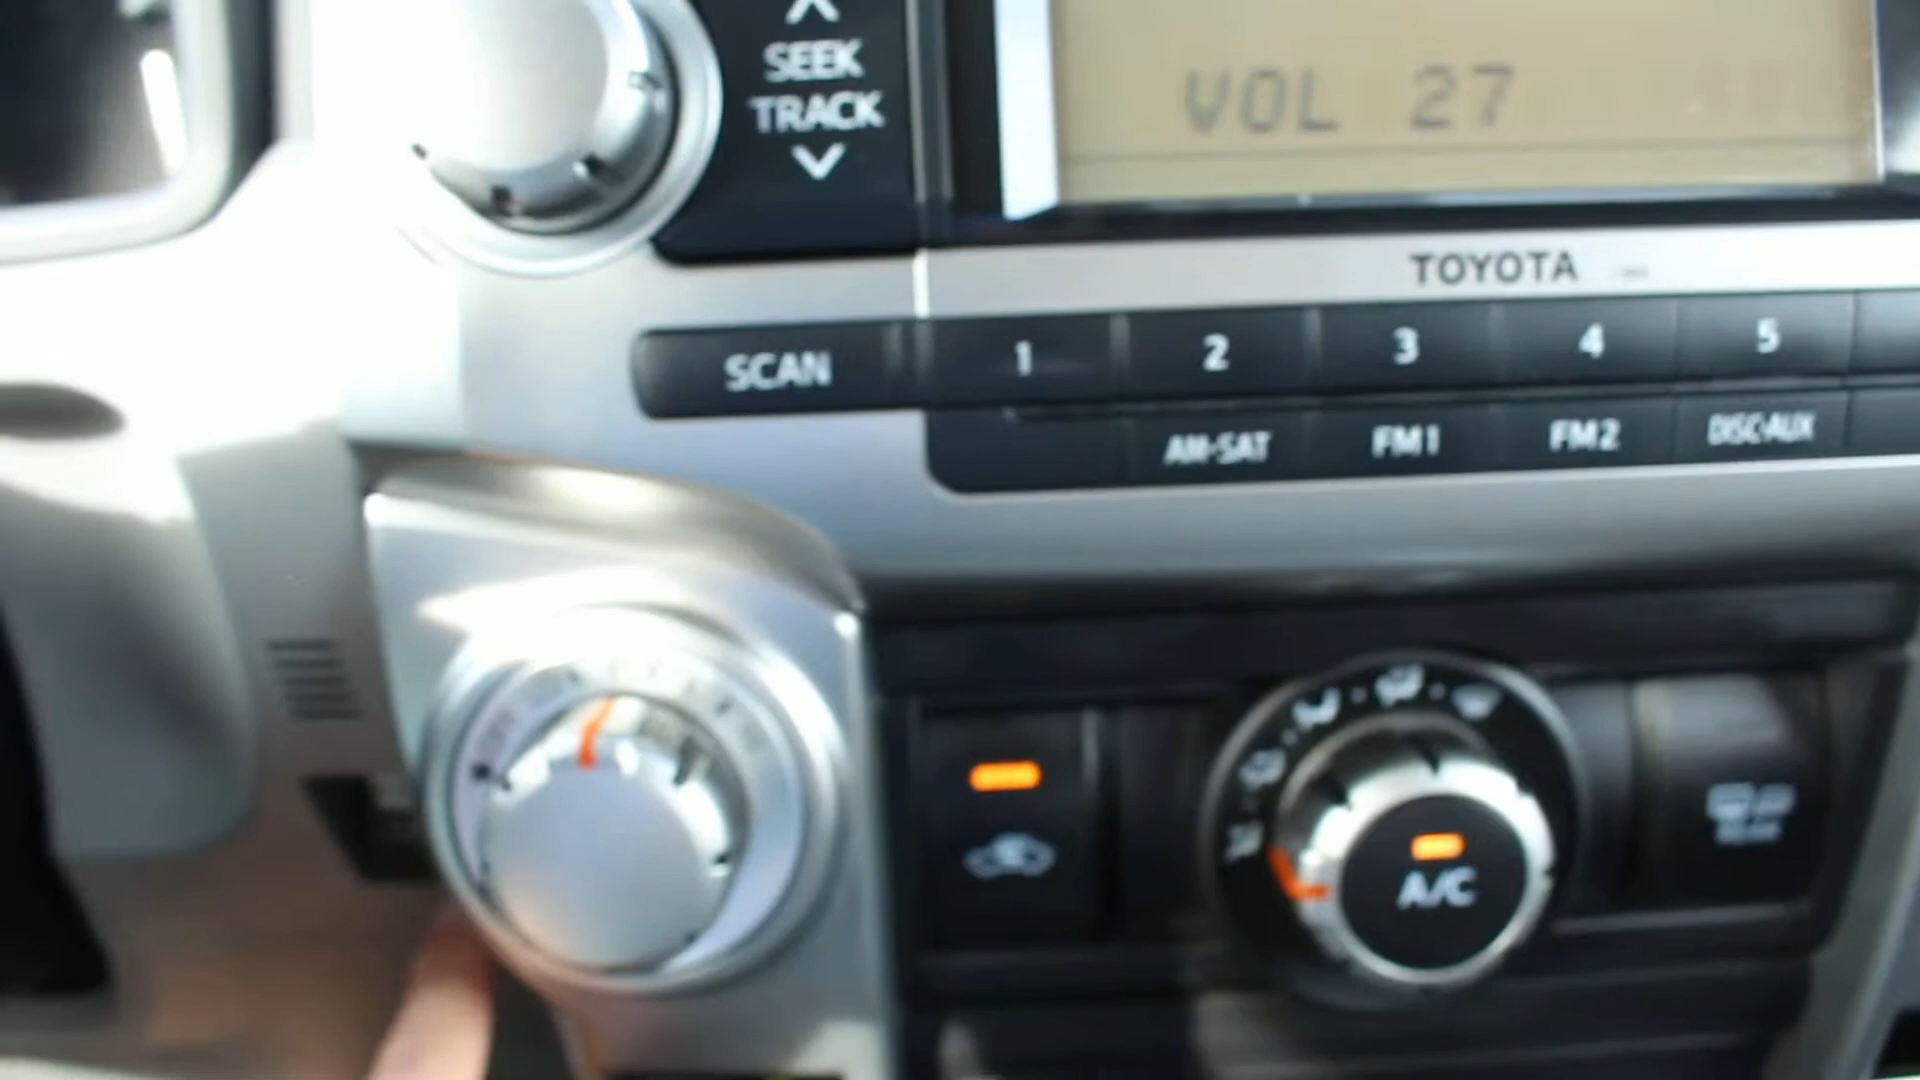 SEEK
TRACK
VOL 27
TOYOTA
SCAN 1 2 3 4 5
AM·SAT FM1 FM2 DISC·AUX
A/C